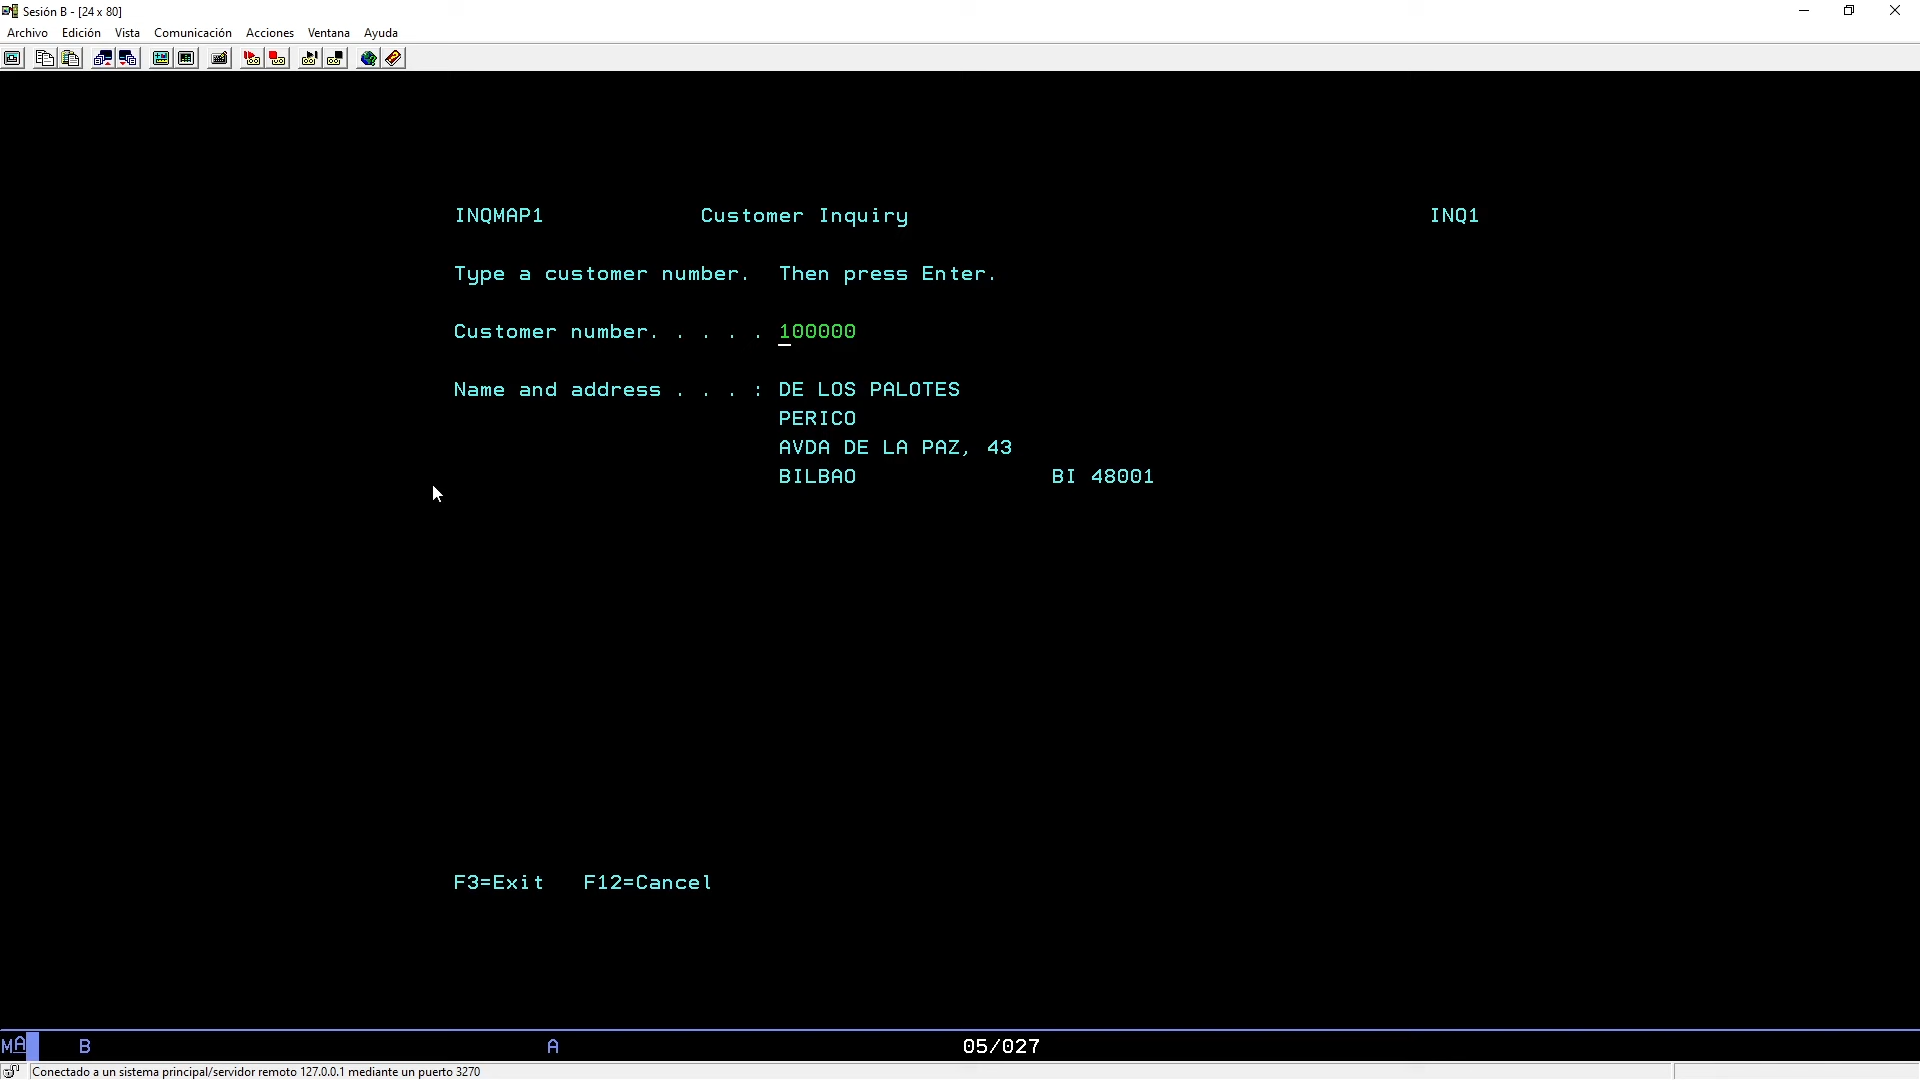 Sesión B - [24 x 80]
Archivo Edición Vista Comunicación Acciones Ventana Ayuda
INQMAP1 Customer Inquiry INQ1
Type a customer number. Then press Enter.
Customer number. . . . . 100000
Name and address . . . : DE LOS PALOTES
PERICO
AVDA DE LA PAZ, 43
BILBAO BI 48001
F3=Exit F12=Cancel
MA B A 05/027
Conectado a un sistema principal/servidor remoto 127.0.0.1 mediante un puerto 3270